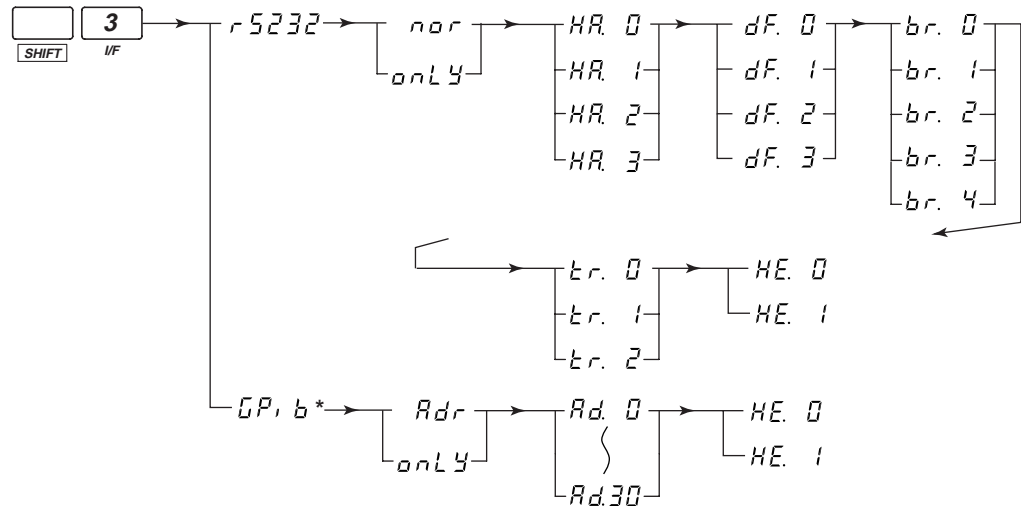 3 r5232 nor HA. 0 dF. 0 br. 0
SHIFT I/F
onLY HA. 1 dF. 1 br. 1
HA. 2 dF. 2 br. 2
HA. 3 dF. 3 br. 3
br. 4
tr. 0 HE. 0
tr. 1 HE. 1
tr. 2
GPib* Adr Ad. 0 HE. 0
onLY HE. 1
Ad.30